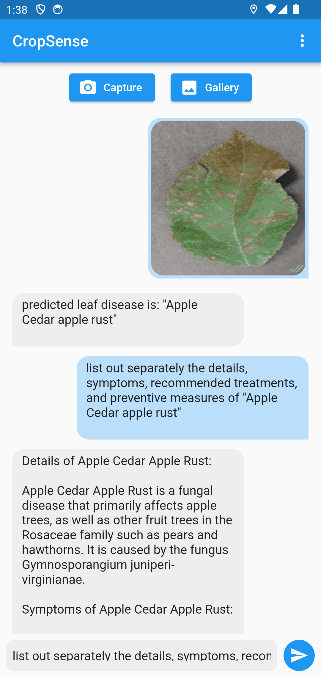 1:38
CropSense
Capture
Gallery
predicted leaf disease is: "Apple
Cedar apple rust"
list out separately the details,
symptoms, recommended treatments,
and preventive measures of "Apple
Cedar apple rust"
Details of Apple Cedar Apple Rust:
Apple Cedar Apple Rust is a fungal
disease that primarily affects apple
trees, as well as other fruit trees in the
Rosaceae family such as pears and
hawthorns. It is caused by the fungus
Gymnosporangium juniperi-
virginianae.
Symptoms of Apple Cedar Apple Rust:
list out separately the details, symptoms, recon